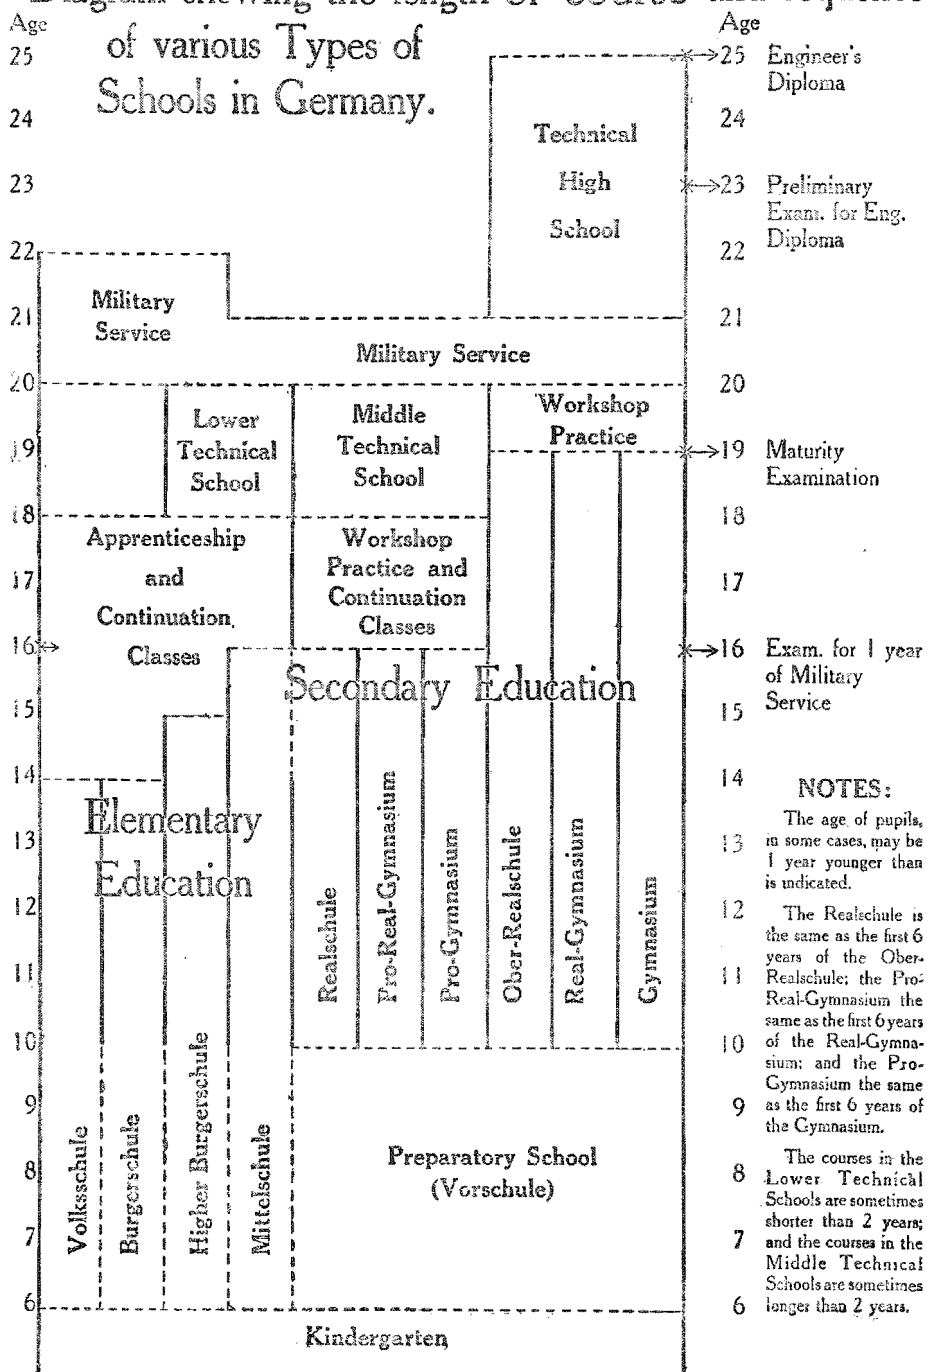 Diagram shewing the length of Course and sequence
of various Types of
Schools in Germany.
Age
25
24
23
22
21
20
19
18
17
16
15
14
13
12
11
10
9
8
7
6
Technical
High
School
Military
Service
Military Service
Lower
Technical
School
Middle
Technical
School
Workshop
Practice
Apprenticeship
and
Continuation
Classes
Workshop
Practice and
Continuation
Classes
Secondary Education
Elementary
Education
Volksschule
Burgerschule
Higher Burgerschule
Mittelschule
Realschule
Pro-Real-Gymnasium
Pro-Gymnasium
Ober-Realschule
Real-Gymnasium
Gymnasium
Preparatory School
(Vorschule)
Kindergarten
Age
25 Engineer's
Diploma
24
23 Preliminary
Exam. for Eng.
Diploma
22
21
20
19 Maturity
Examination
18
17
16 Exam. for 1 year
of Military
Service
15
14
13
12
11
10
9
8
7
6
NOTES:
The age of pupils,
in some cases, may be
1 year younger than
is indicated.
The Realschule is
the same as the first 6
years of the Ober-
Realschule; the Pro-
Real-Gymnasium the
same as the first 6 years
of the Real-Gymna-
sium; and the Pro-
Gymnasium the same
as the first 6 years of
the Gymnasium.
The courses in the
Lower Technical
Schools are sometimes
shorter than 2 years;
and the courses in the
Middle Technical
Schools are sometimes
longer than 2 years.